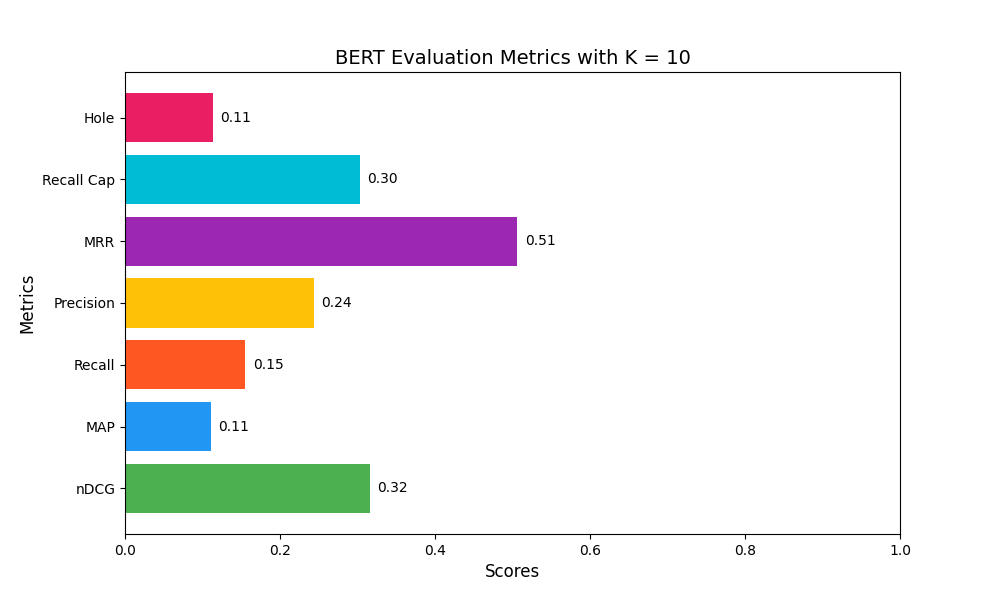 BERT Evaluation Metrics with K = 10
Metrics
Hole 0.11
Recall Cap 0.30
MRR 0.51
Precision 0.24
Recall 0.15
MAP 0.11
nDCG 0.32
0.0 0.2 0.4 0.6 0.8 1.0
Scores